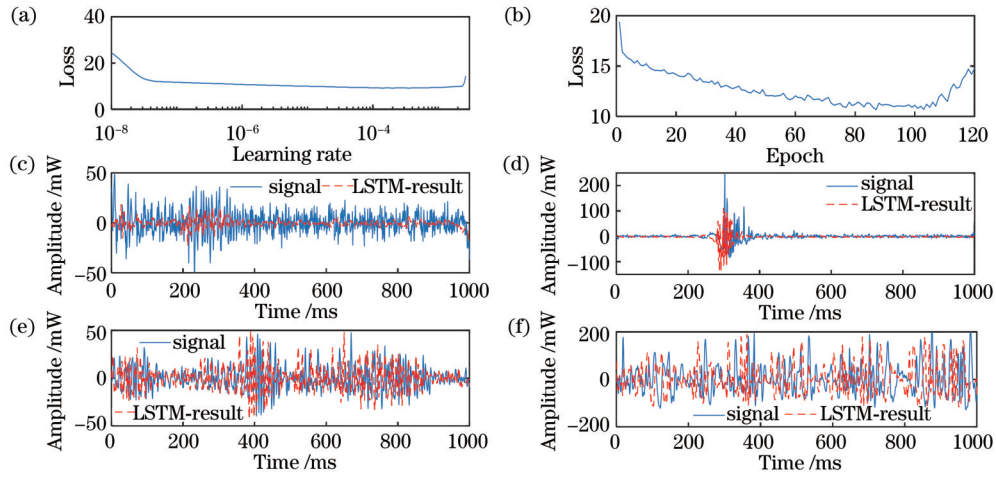 (a)
40
20
0
Loss
10⁻⁸
10⁻⁶
10⁻⁴
Learning rate
(b)
20
15
10
Loss
0 20 40 60 80 100 120
Epoch
(c)
50
0
−50
Amplitude /mW
signal
LSTM-result
0 200 400 600 800 1000
Time /ms
(d)
200
100
0
−100
Amplitude /mW
signal
LSTM-result
0 200 400 600 800 1000
Time /ms
(e)
50
0
−50
Amplitude /mW
signal
LSTM-result
0 200 400 600 800 1000
Time /ms
(f)
200
0
−200
Amplitude /mW
signal
LSTM-result
0 200 400 600 800 1000
Time /ms